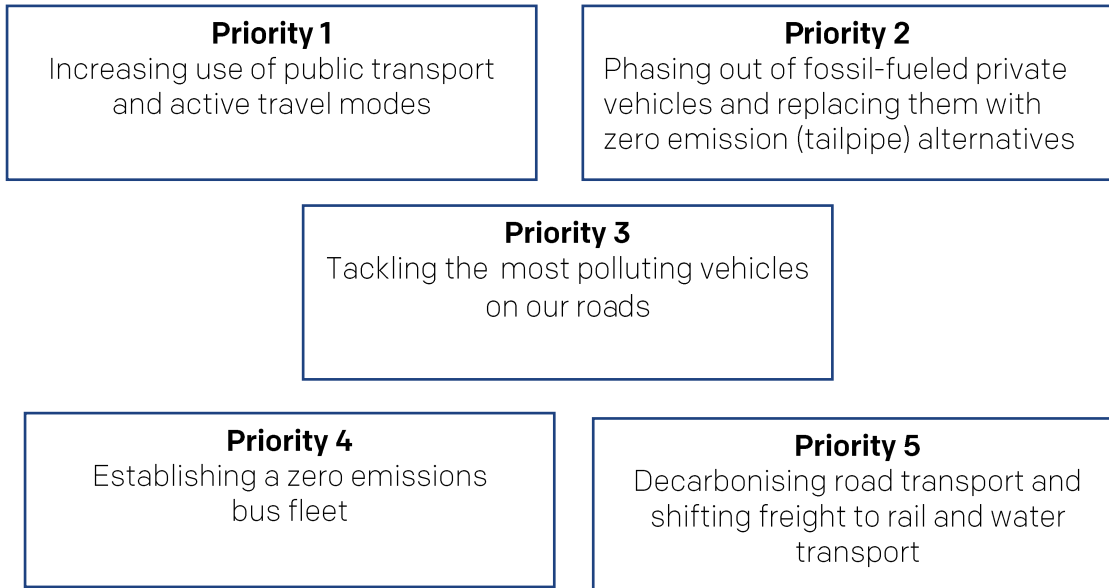 Priority 1
Increasing use of public transport
and active travel modes
Priority 2
Phasing out of fossil-fueled private
vehicles and replacing them with
zero emission (tailpipe) alternatives
Priority 3
Tackling the most polluting vehicles
on our roads
Priority 4
Establishing a zero emissions
bus fleet
Priority 5
Decarbonising road transport and
shifting freight to rail and water
transport